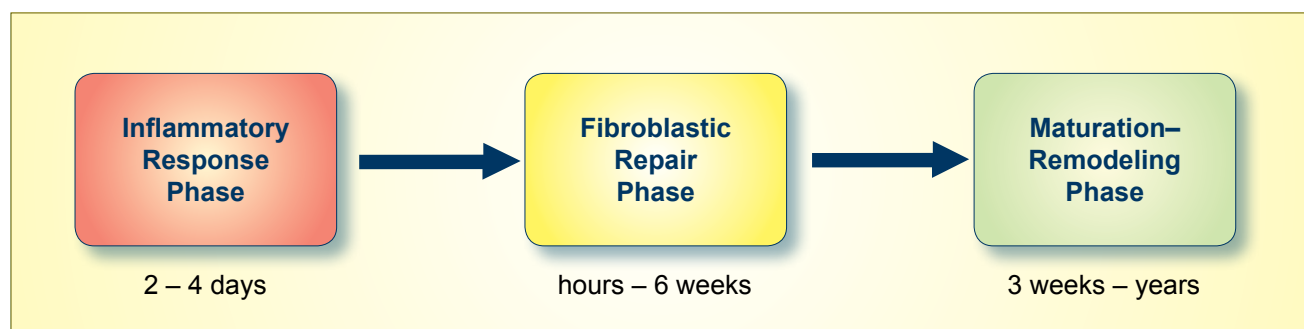 Inflammatory
Response
Phase
2 – 4 days
Fibroblastic
Repair
Phase
hours – 6 weeks
Maturation–
Remodeling
Phase
3 weeks – years